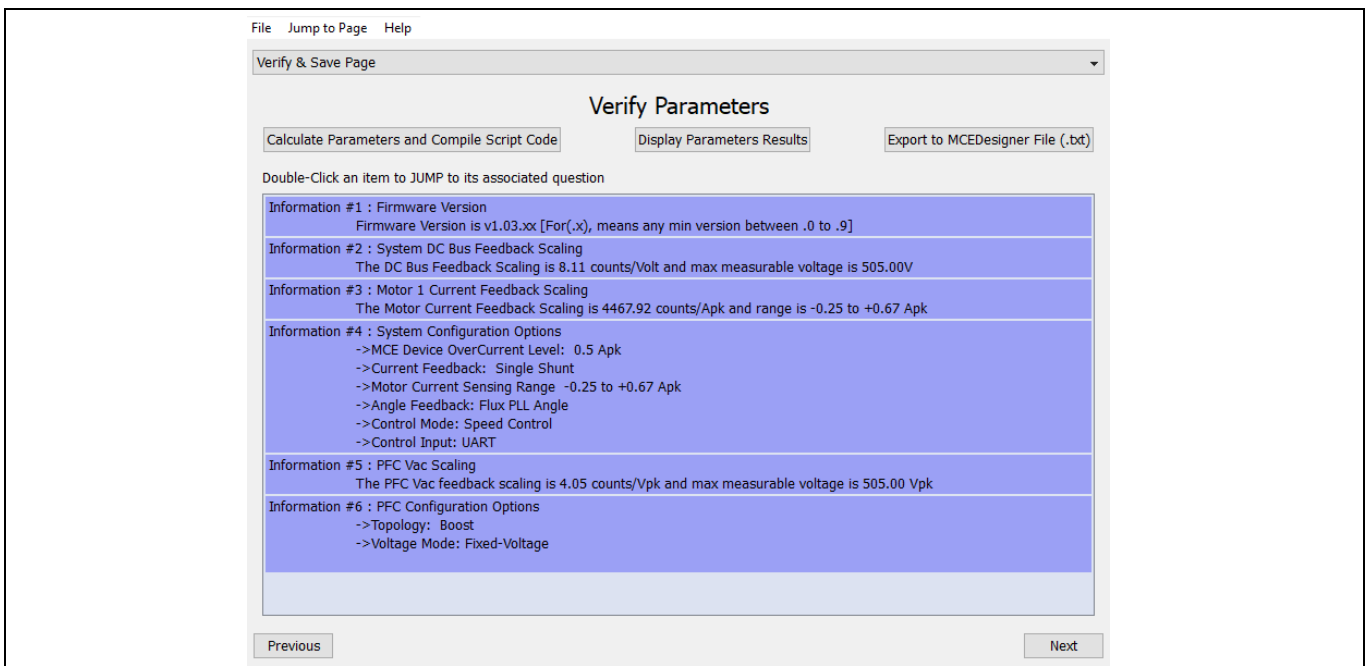 File Jump to Page Help
Verify & Save Page
Verify Parameters
Calculate Parameters and Compile Script Code Display Parameters Results Export to MCEDesigner File (.txt)
Double-Click an item to JUMP to its associated question
Information #1 : Firmware Version
Firmware Version is v1.03.xx [For(.x), means any min version between .0 to .9]
Information #2 : System DC Bus Feedback Scaling
The DC Bus Feedback Scaling is 8.11 counts/Volt and max measurable voltage is 505.00V
Information #3 : Motor 1 Current Feedback Scaling
The Motor Current Feedback Scaling is 4467.92 counts/Apk and range is -0.25 to +0.67 Apk
Information #4 : System Configuration Options
->MCE Device OverCurrent Level: 0.5 Apk
->Current Feedback: Single Shunt
->Motor Current Sensing Range -0.25 to +0.67 Apk
->Angle Feedback: Flux PLL Angle
->Control Mode: Speed Control
->Control Input: UART
Information #5 : PFC Vac Scaling
The PFC Vac feedback scaling is 4.05 counts/Vpk and max measurable voltage is 505.00 Vpk
Information #6 : PFC Configuration Options
->Topology: Boost
->Voltage Mode: Fixed-Voltage
Previous Next